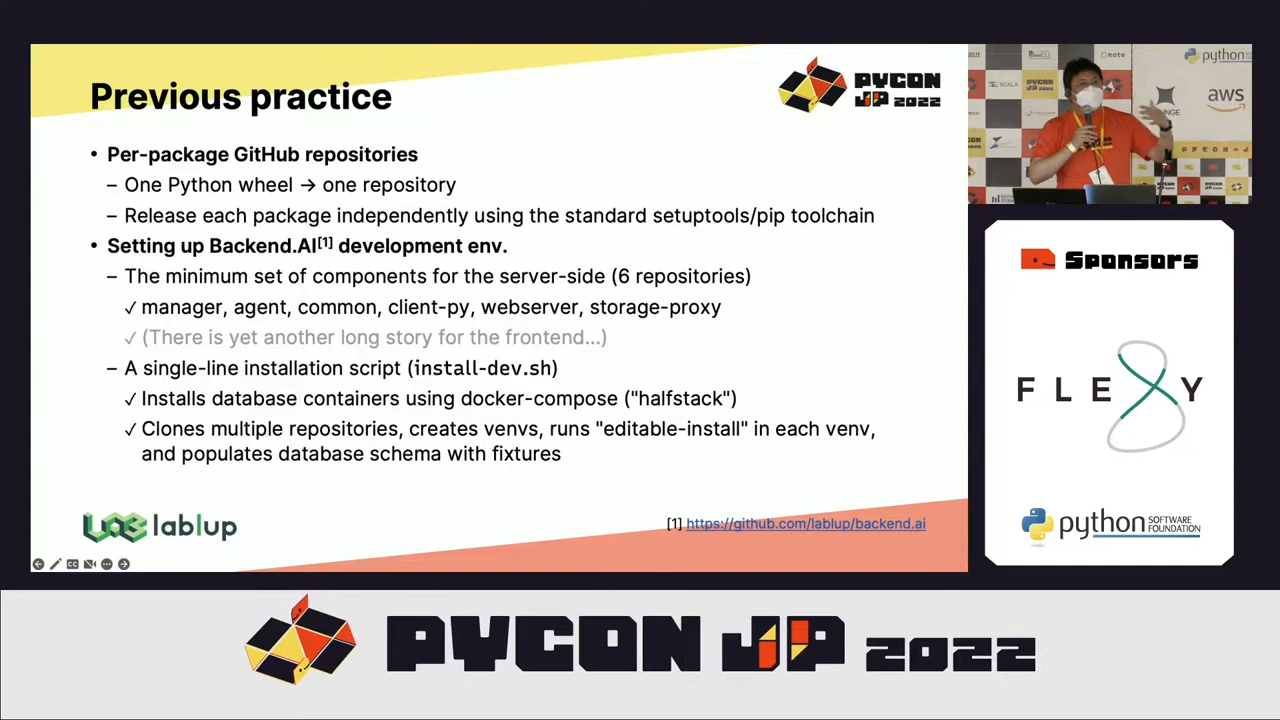 Previous practice
PYCON
JP 2022
• Per-package GitHub repositories
– One Python wheel → one repository
– Release each package independently using the standard setuptools/pip toolchain
• Setting up Backend.AI[1] development env.
– The minimum set of components for the server-side (6 repositories)
✓ manager, agent, common, client-py, webserver, storage-proxy
✓ (There is yet another long story for the frontend...)
– A single-line installation script (install-dev.sh)
✓ Installs database containers using docker-compose ("halfstack")
✓ Clones multiple repositories, creates venvs, runs "editable-install" in each venv,
and populates database schema with fixtures
lablup
[1] https://github.com/lablup/backend.ai
note
python
SCALA
aws
Sponsors
FLEXY
python SOFTWARE
FOUNDATION
PYCON JP 2022